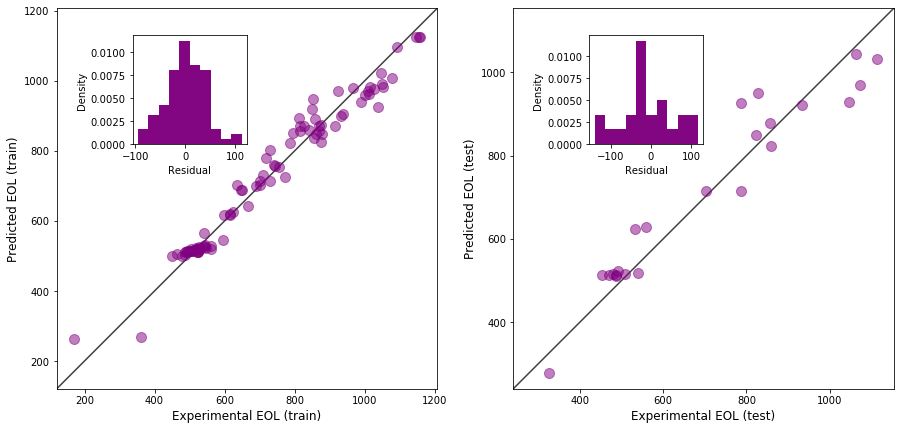 1200
1000
800
600
400
200
Predicted EOL (train)
200 400 600 800 1000 1200
Experimental EOL (train)
0.0100
0.0075
0.0050
0.0025
0.0000
Density
−100 0 100
Residual
1000
800
600
400
Predicted EOL (test)
400 600 800 1000
Experimental EOL (test)
0.0100
0.0075
0.0050
0.0025
0.0000
Density
−100 0 100
Residual